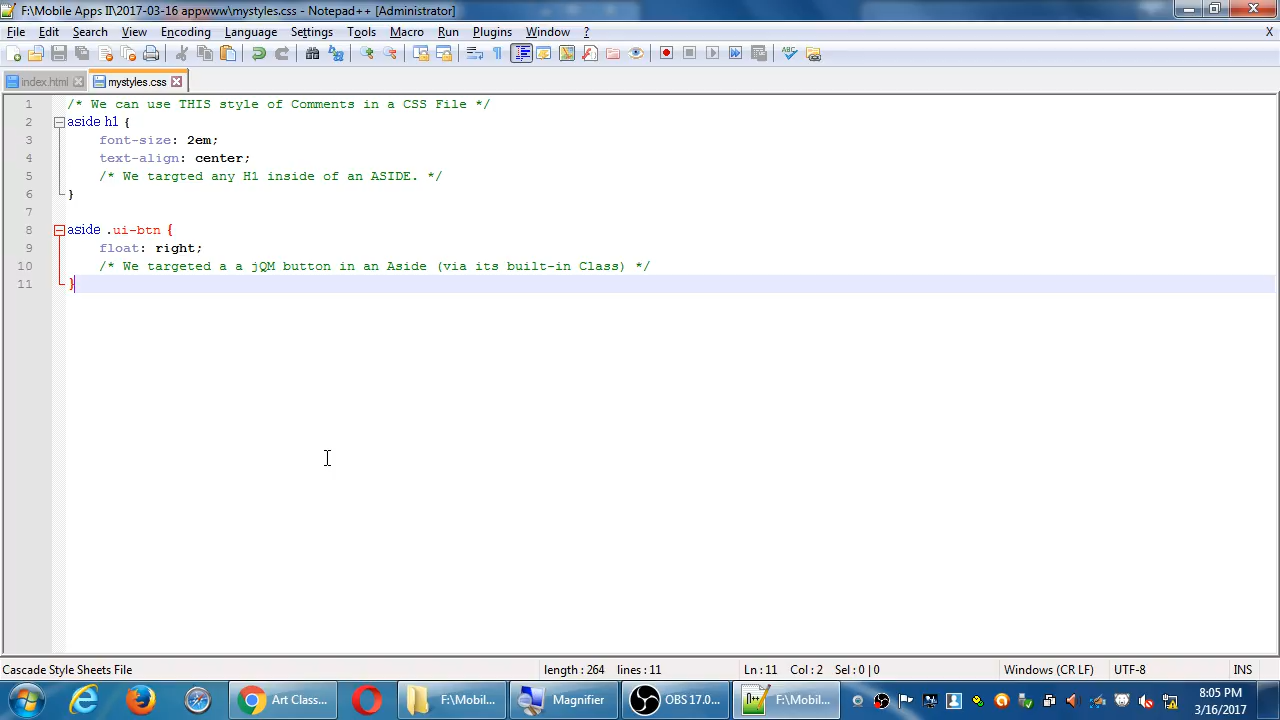 F:\Mobile Apps II\2017-03-16 appwww\mystyles.css - Notepad++ [Administrator]
File Edit Search View Encoding Language Settings Tools Macro Run Plugins Window ? X
index.html mystyles.css
1 /* We can use THIS style of Comments in a CSS File */
2 aside h1 {
3 font-size: 2em;
4 text-align: center;
5 /* We targted any H1 inside of an ASIDE. */
6 }
7
8 aside .ui-btn {
9 float: right;
10 /* We targeted a a jQM button in an Aside (via its built-in Class) */
11 }
Cascade Style Sheets File length : 264 lines : 11 Ln : 11 Col : 2 Sel : 0 | 0 Windows (CR LF) UTF-8 INS
Art Class... F:\Mobil... Magnifier OBS 17.0... F:\Mobil... 8:05 PM
3/16/2017